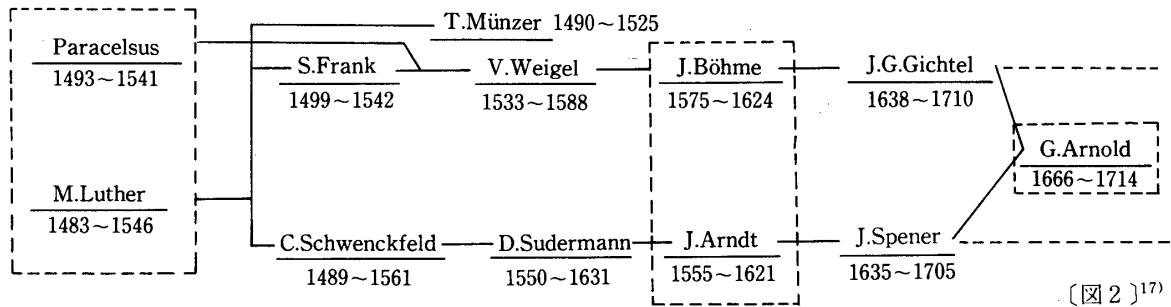 T.Münzer 1490~1525
Paracelsus
1493~1541
S.Frank
1499~1542
V.Weigel
1533~1588
J.Böhme
1575~1624
J.G.Gichtel
1638~1710
G.Arnold
1666~1714
M.Luther
1483~1546
C.Schwenckfeld
1489~1561
D.Sudermann
1550~1631
J.Arndt
1555~1621
J.Spener
1635~1705
〔図2〕17)